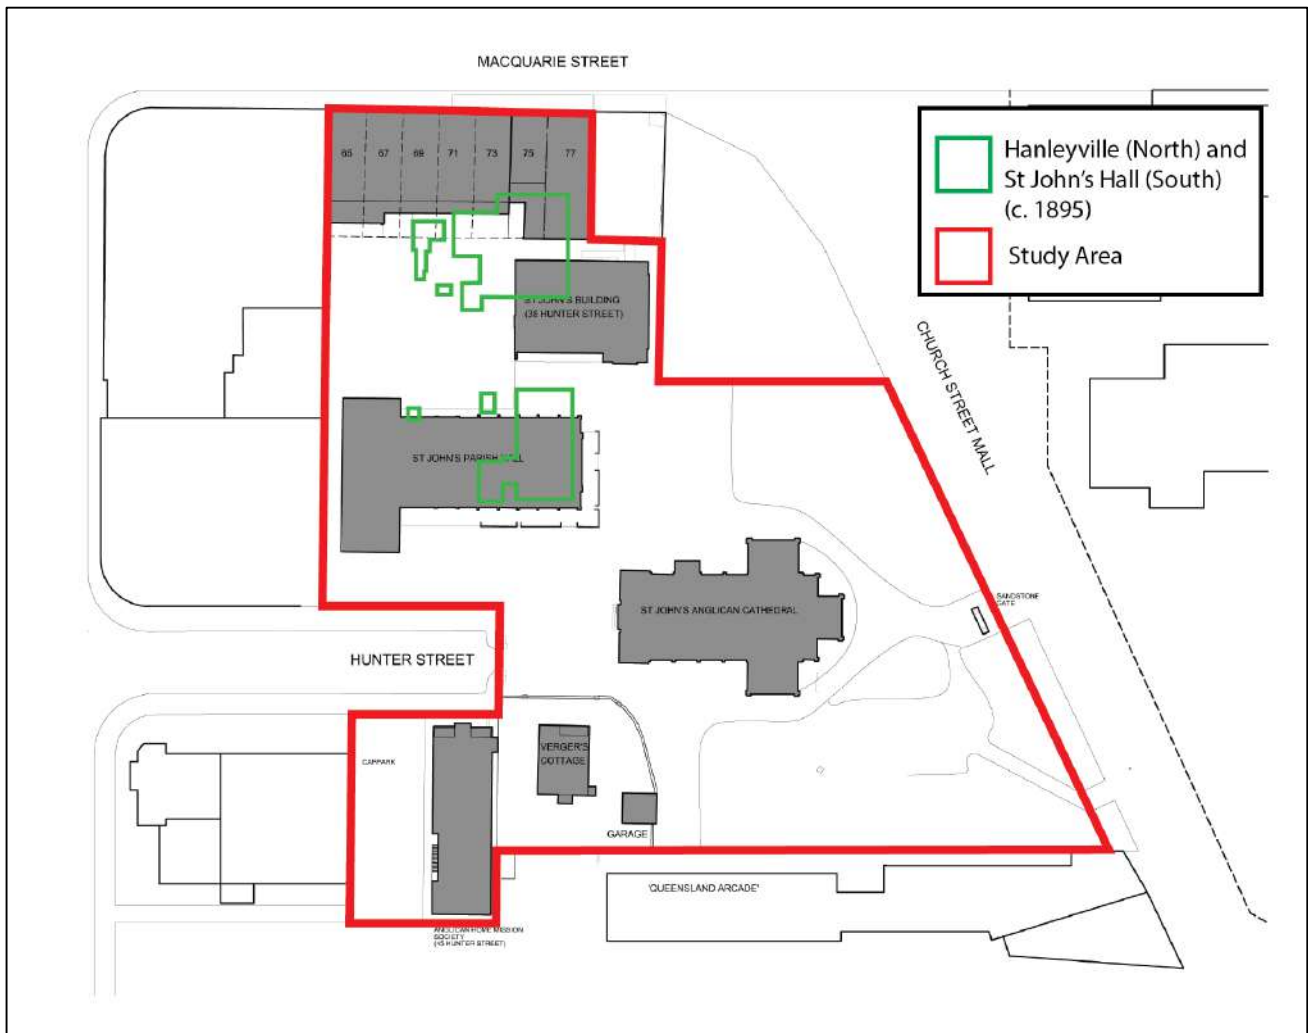 MACQUARIE STREET
65 67 69 71 73 75 77
Hanleyville (North) and
St John's Hall (South)
(c. 1895)
Study Area
ST JOHN'S BUILDING
(38 HUNTER STREET)
CHURCH STREET MALL
ST JOHN'S PARISH HALL
SANDSTONE
GATE
ST JOHN'S ANGLICAN CATHEDRAL
HUNTER STREET
VERGER'S
COTTAGE
CARPARK
GARAGE
'QUEENSLAND ARCADE'
ANGLICAN HOME MISSION
SOCIETY
(45 HUNTER STREET)